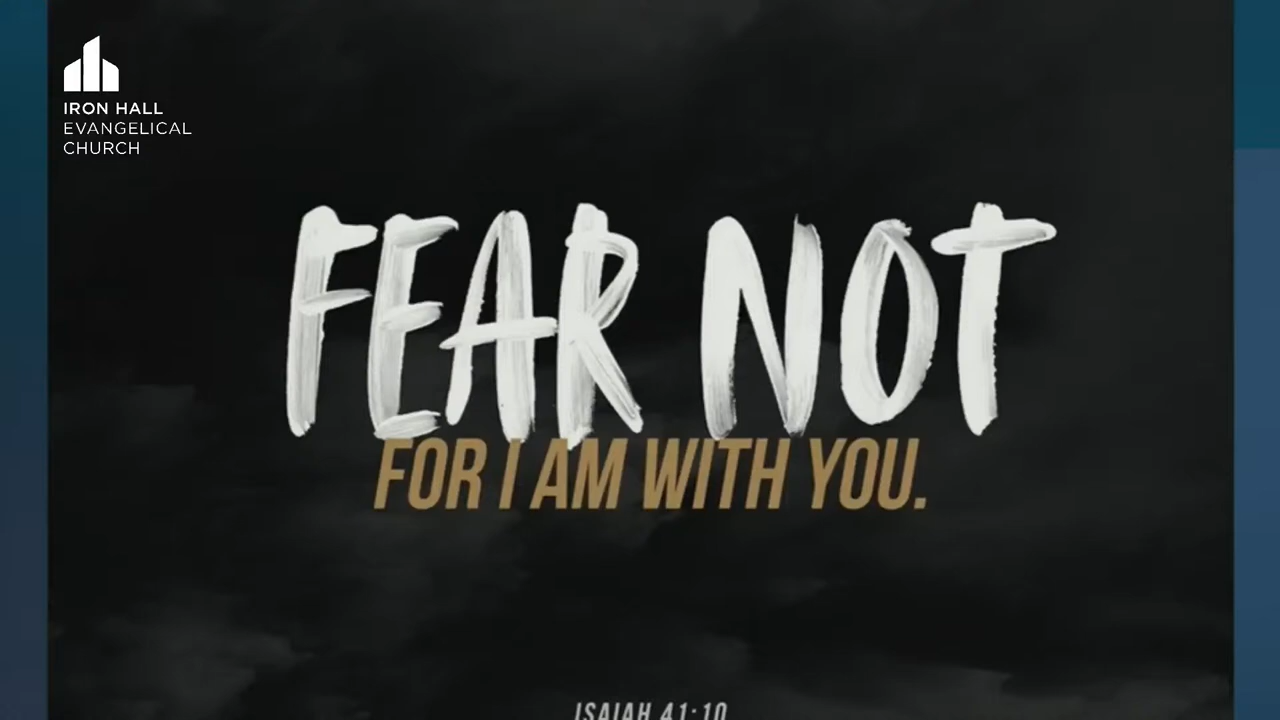 IRON HALL
EVANGELICAL
CHURCH
FEAR NOT
FOR I AM WITH YOU.
ISAIAH 41:10